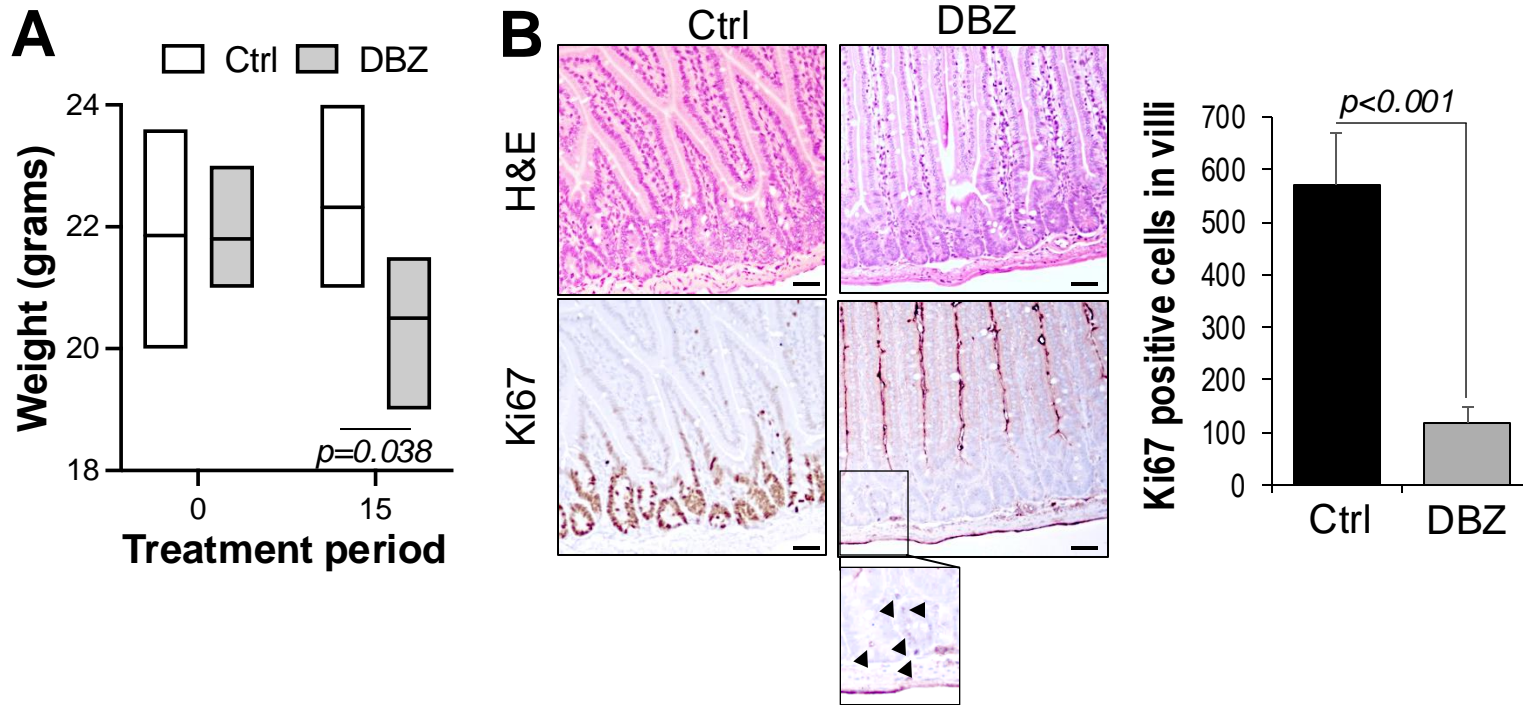 A
Ctrl DBZ
Weight (grams)
24
22
20
18
p=0.038
0 15
Treatment period
B
Ctrl DBZ
H&E
Ki67
Ki67 positive cells in villi
p<0.001
700
600
500
400
300
200
100
0
Ctrl DBZ